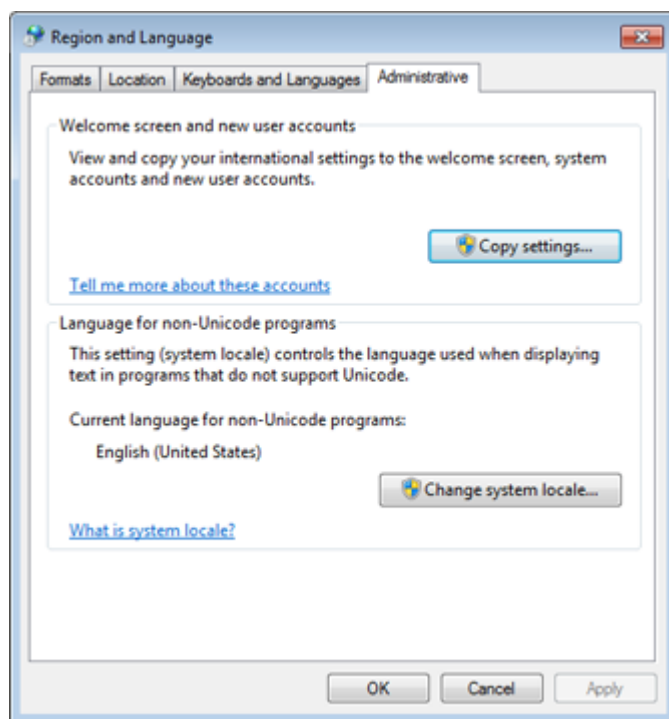 Region and Language
Formats Location Keyboards and Languages Administrative
Welcome screen and new user accounts
View and copy your international settings to the welcome screen, system
accounts and new user accounts.
Copy settings...
Tell me more about these accounts
Language for non-Unicode programs
This setting (system locale) controls the language used when displaying
text in programs that do not support Unicode.
Current language for non-Unicode programs:
English (United States)
Change system locale...
What is system locale?
OK Cancel Apply